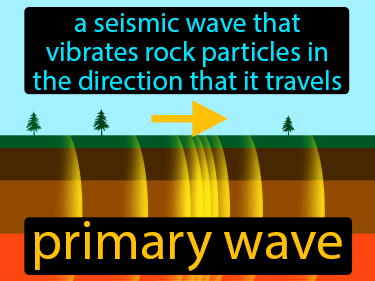 a seismic wave that
vibrates rock particles in
the direction that it travels
primary wave